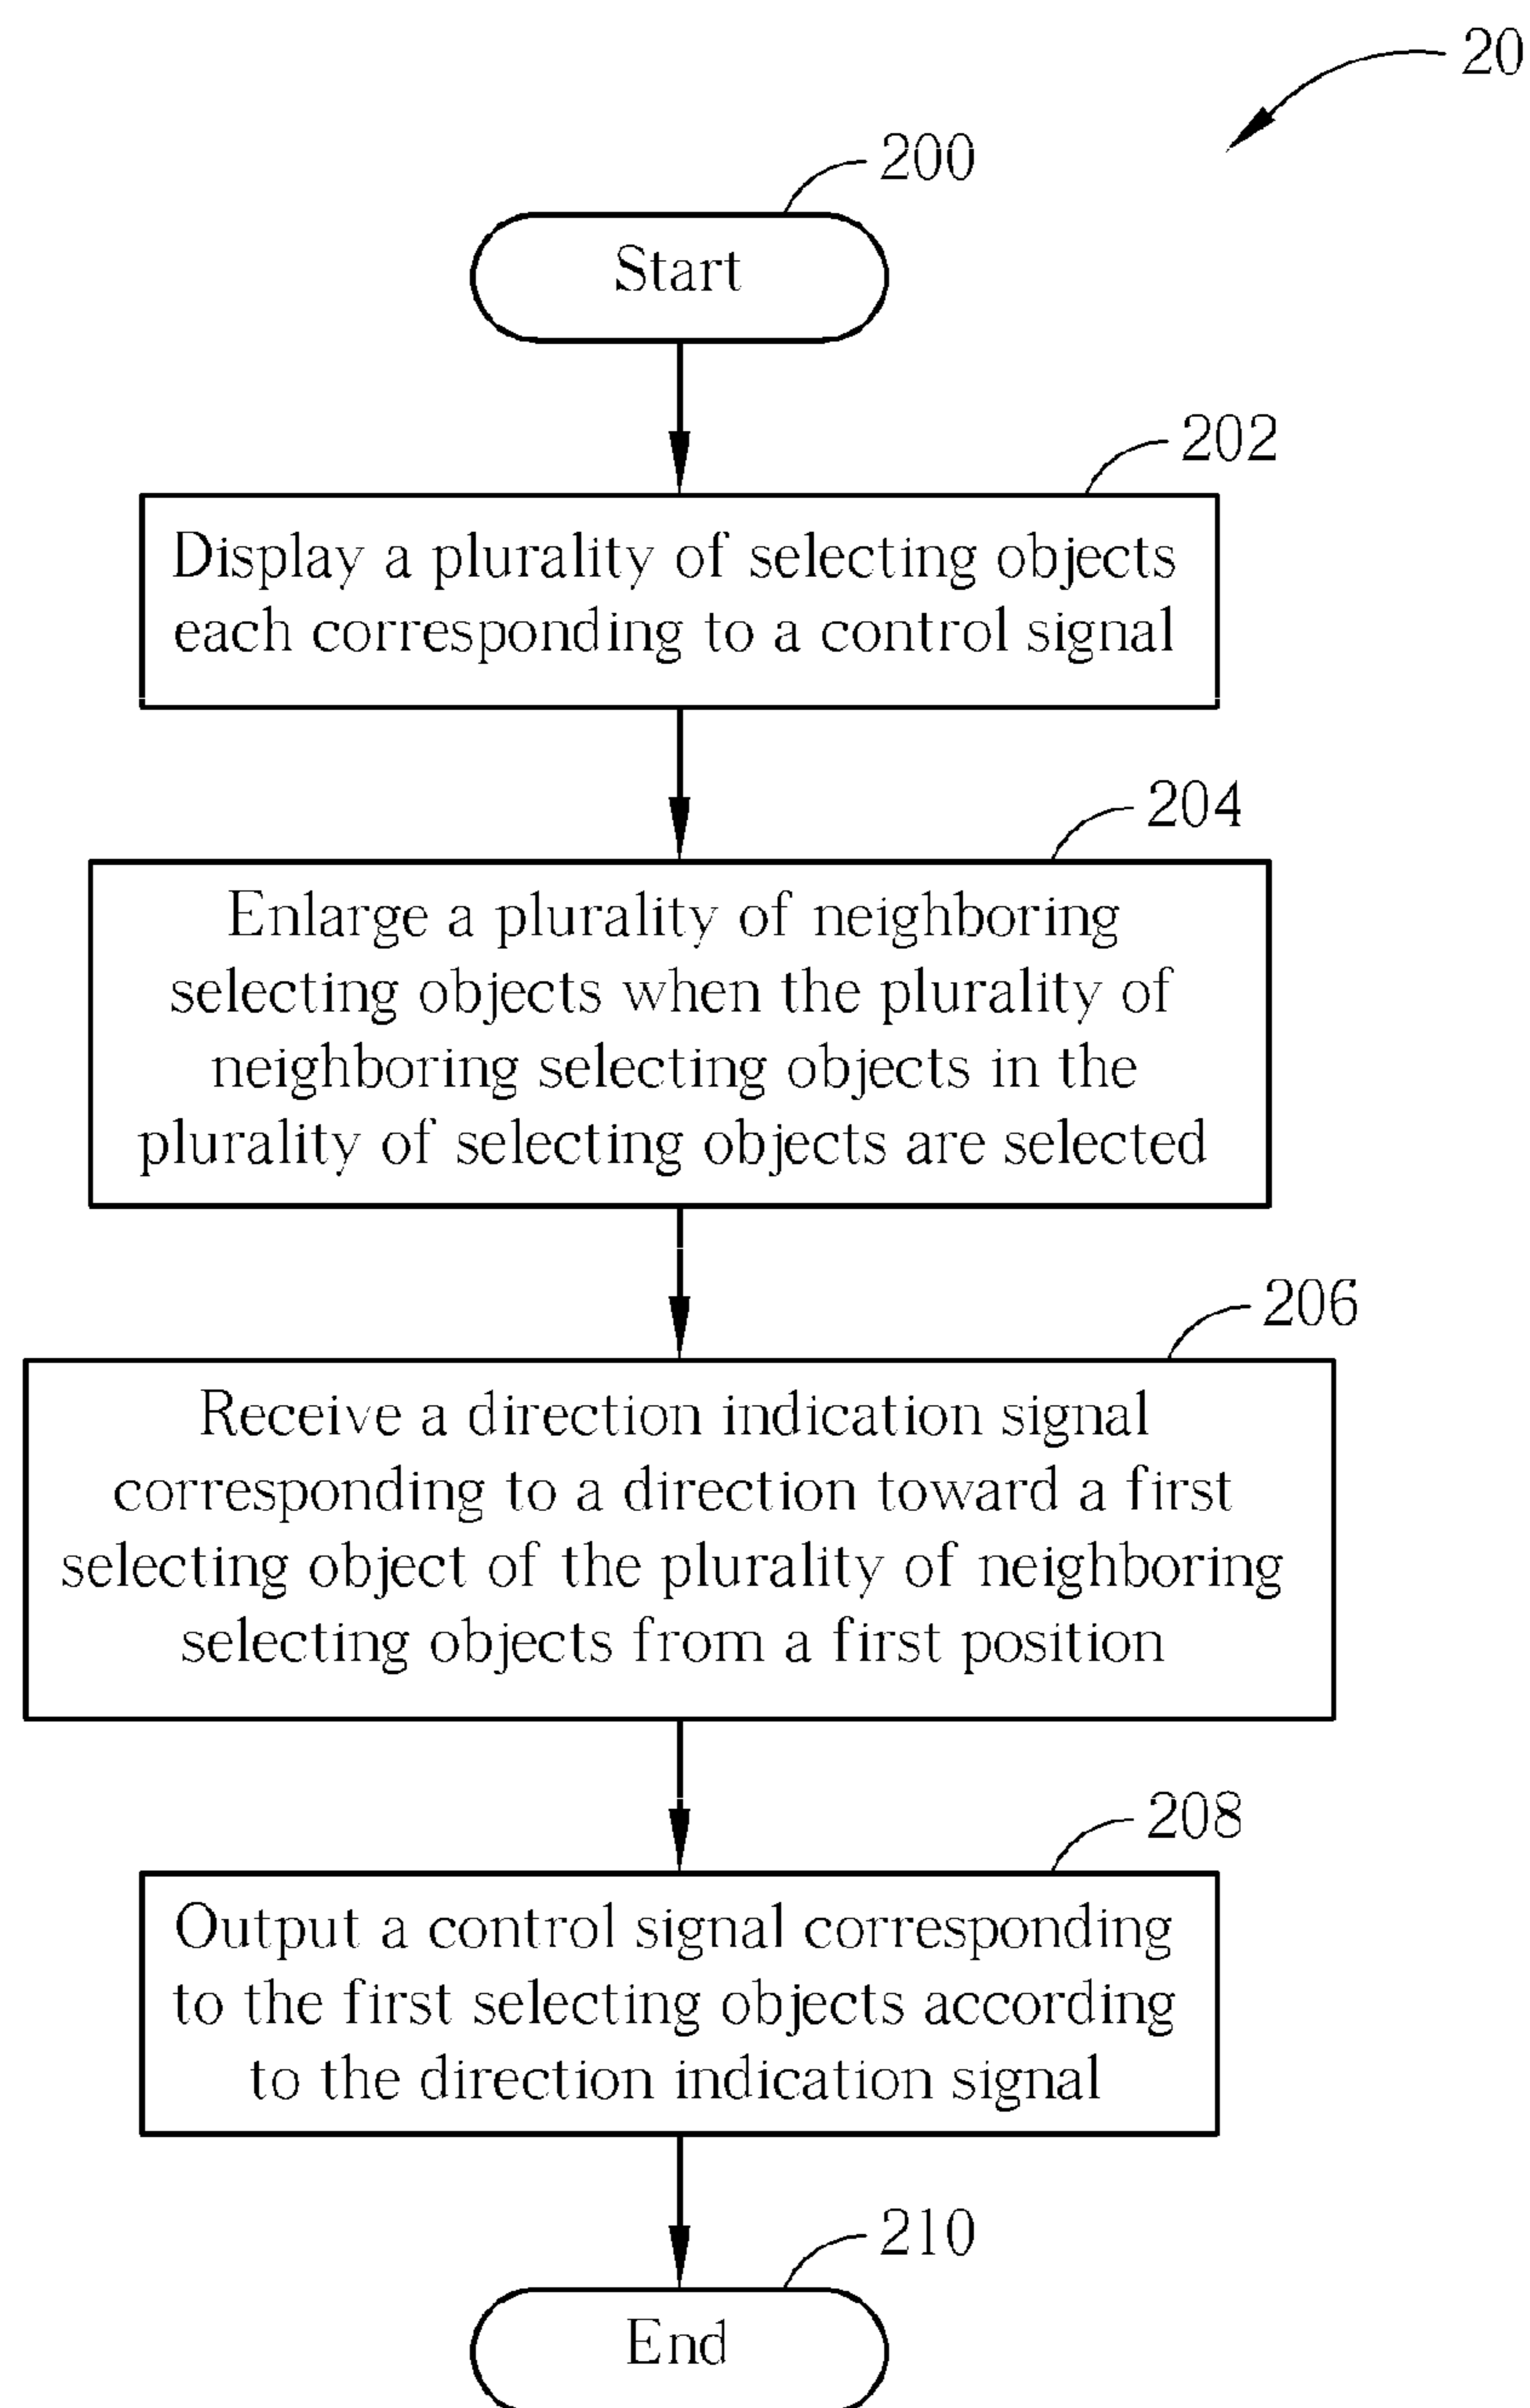 20
200
Start
202
Display a plurality of selecting objects
each corresponding to a control signal
204
Enlarge a plurality of neighboring
selecting objects when the plurality of
neighboring selecting objects in the
plurality of selecting objects are selected
206
Receive a direction indication signal
corresponding to a direction toward a first
selecting object of the plurality of neighboring
selecting objects from a first position
208
Output a control signal corresponding
to the first selecting objects according
to the direction indication signal
210
End